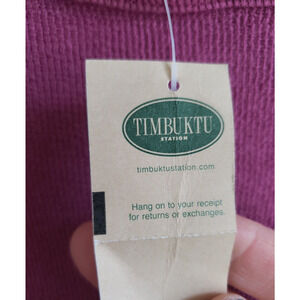 TIMBUKTU
STATION
timbuktustation.com
Hang on to your receipt
for returns or exchanges.